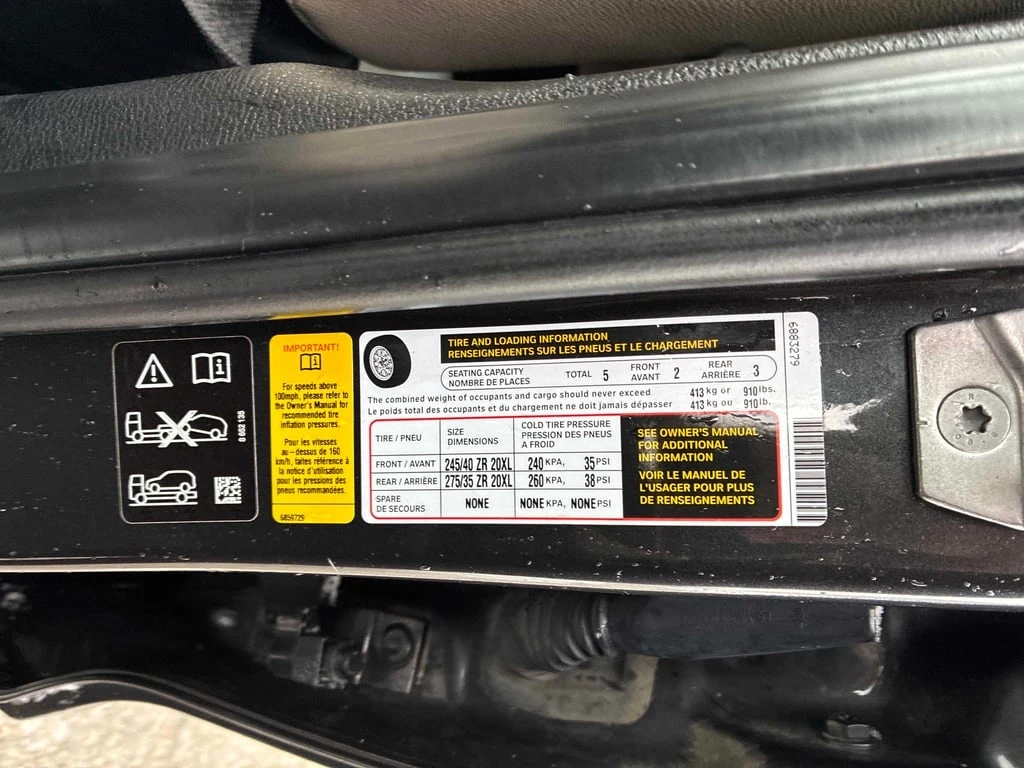 0 652 135
IMPORTANT!
For speeds above
100mph, please refer to
the Owner's Manual for
recommended tire
inflation pressures.
Pour les vitesses
au-dessus de 160
km/h, faites référence à
la notice d'utilisation
pour les pressions des
pneus recommandées.
6856729
TIRE AND LOADING INFORMATION
RENSEIGNEMENTS SUR LES PNEUS ET LE CHARGEMENT
SEATING CAPACITY
NOMBRE DE PLACES
TOTAL 5
FRONT
AVANT 2
REAR
ARRIÈRE 3
The combined weight of occupants and cargo should never exceed 413 kg or 910 lbs.
Le poids total des occupants et du chargement ne doit jamais dépasser 413 kg ou 910 lb.
TIRE / PNEU
SIZE
DIMENSIONS
COLD TIRE PRESSURE
PRESSION DES PNEUS
A FROID
FRONT / AVANT 245/40 ZR 20XL 240 KPA, 35 PSI
REAR / ARRIÈRE 275/35 ZR 20XL 260 KPA, 38 PSI
SPARE
DE SECOURS
NONE NONE KPA, NONE PSI
SEE OWNER'S MANUAL
FOR ADDITIONAL
INFORMATION
VOIR LE MANUEL DE
L'USAGER POUR PLUS
DE RENSEIGNEMENTS
6883279